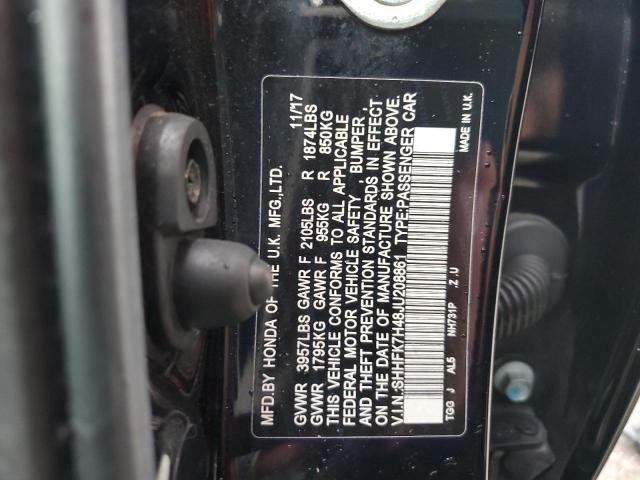 MFD.BY HONDA OF THE U.K. MFG.,LTD. 11/17
GVWR 3957LBS GAWR F 2105LBS R 1874LBS
GVWR 1795KG GAWR F 955KG R 850KG
THIS VEHICLE CONFORMS TO ALL APPLICABLE
FEDERAL MOTOR VEHICLE SAFETY , BUMPER ,
AND THEFT PREVENTION STANDARDS IN EFFECT
ON THE DATE OF MANUFACTURE SHOWN ABOVE.
V.I.N.:SHHFK7H48JU208861 TYPE:PASSENGER CAR
TGG J AL5 NH731P .Z.U
MADE IN U.K.